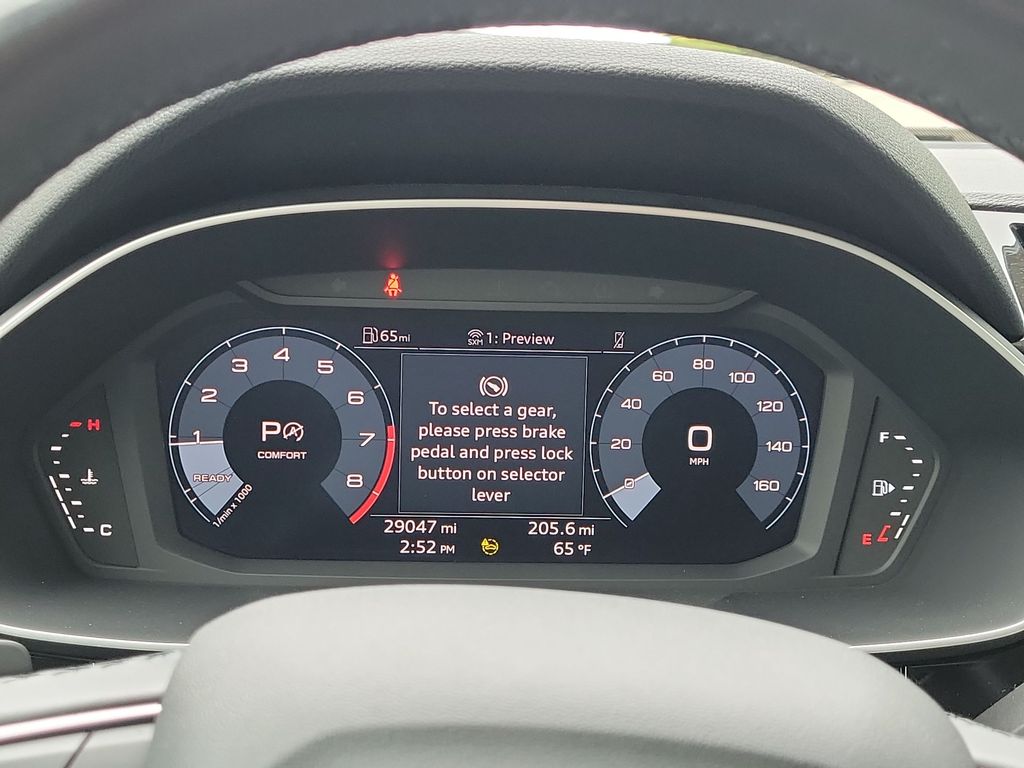 65mi
SXM 1: Preview
1
2
3
4
5
6
7
8
READY
1/min x 1000
P
COMFORT
To select a gear,
please press brake
pedal and press lock
button on selector
lever
0
20
40
60
80
100
120
140
160
0
MPH
H
C
F
E
29047 mi
205.6 mi
2:52 PM
65 °F